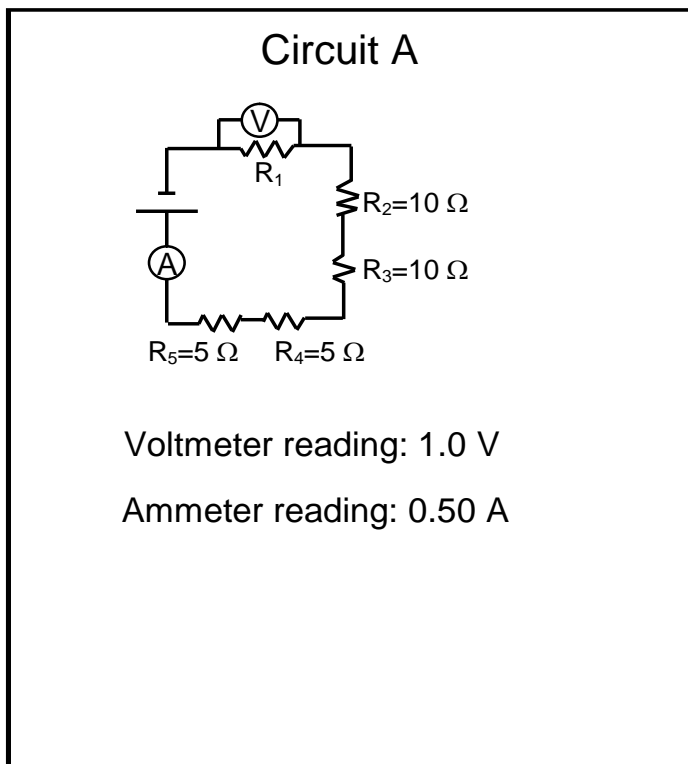 Circuit A
V
R₁
R₂=10 Ω
A
R₃=10 Ω
R₅=5 Ω R₄=5 Ω
Voltmeter reading: 1.0 V
Ammeter reading: 0.50 A